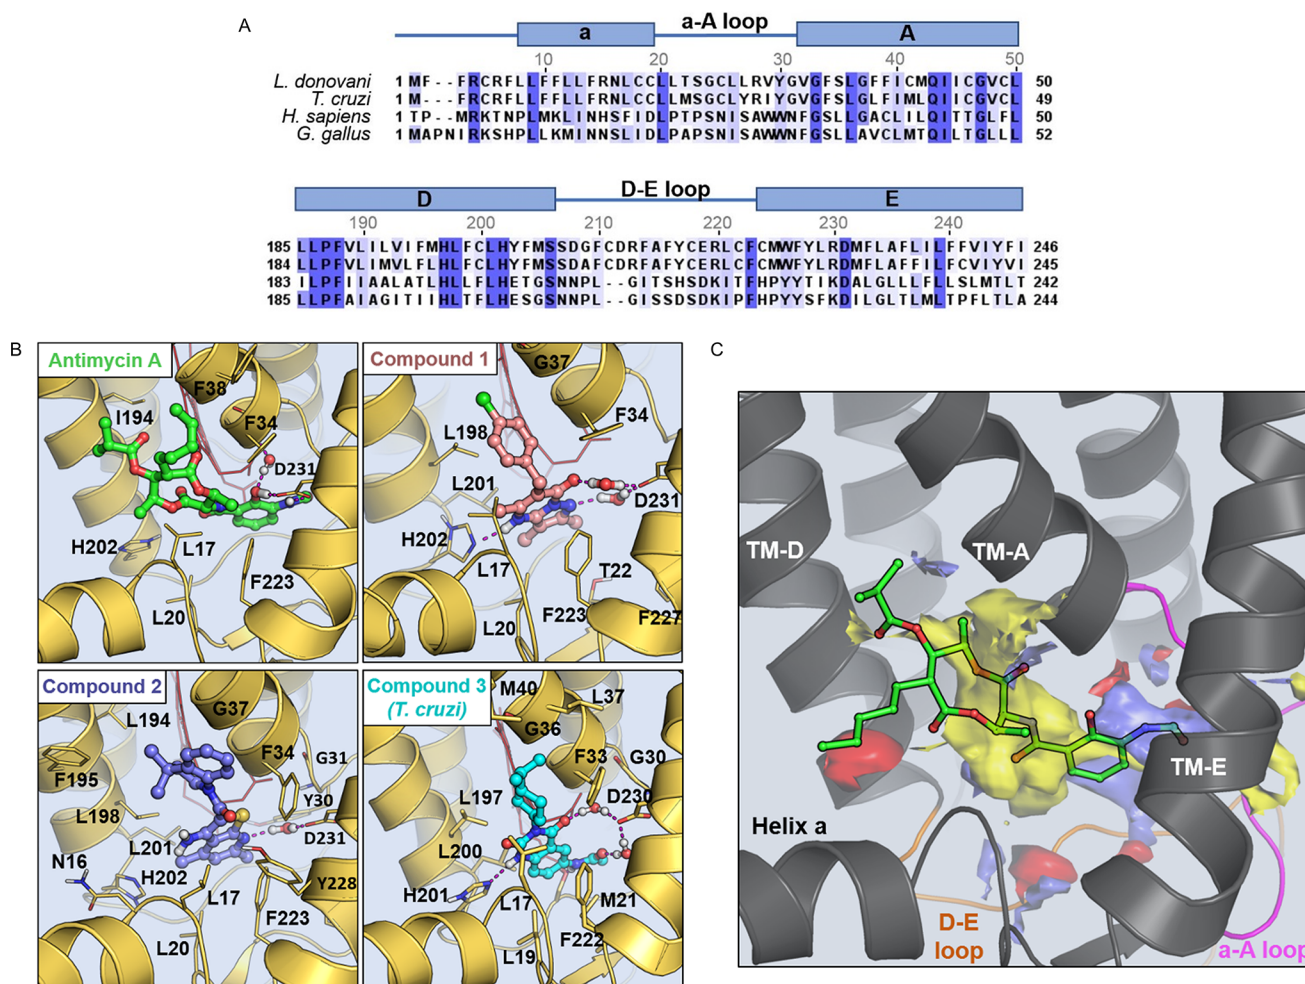 A
a
a-A loop
A
10 20 30 40 50
L. donovani 1 MF--FRCRFLLFFLLFRNLCCLLTSGCLLRVYGVGFSLGFFICMQIICGVCL 50
T. cruzi 1 M---FRCRFLLFFLLFRNLCCLLMSGCLYRIYGVGFSLGLFIMLQIICGVCL 49
H. sapiens 1 TP--MRKTNPLMKLINHSFIDLPTPSNISAWWNFGSLLGACLILQITTGLFL 50
G. gallus 1 MAPNIRKSHPLLKMINNSLIDLPAPSNISAWWNFGSLLAVCLMTQILTGLLL 52
D
D-E loop
E
190 200 210 220 230 240
185 LLPFVLILVIFMHLFCLHYFMSSDGFCDRFAFYCERLCFCMWFYLRDMFLAFLILFFVIYFI 246
184 LLPFVLIMVLFLHLFCLHYFMSSDAFCDRFAFYCERLCFCMWFYLRDMFLAFFILFCVIYVI 245
183 ILPFIIAALATLHLLFLHETGSNNPL--GITSHSDKITFHPYYTIKDALGLLLFLLSLMTLT 242
185 LLPFAIAGITIIHLTFLHESGSNNPL--GISSDSDKIPFHPYYSFKDILGLTLMLTPFLTLA 244
B
Antimycin A
F38
I194
F34
D231
H202
L17
F223
L20
Compound 1
G37
F34
L198
L201
D231
H202
L17
T22
F223
L20
F227
Compound 2
L194
G37
F34
G31
F195
Y30
L198
D231
L201
N16
H202
Y228
L17
F223
L20
Compound 3
(T. cruzi)
M40
L37
G36
F33
G30
L197
D230
L200
H201
L17
M21
F222
L19
C
TM-D
TM-A
TM-E
Helix a
D-E
loop
a-A loop